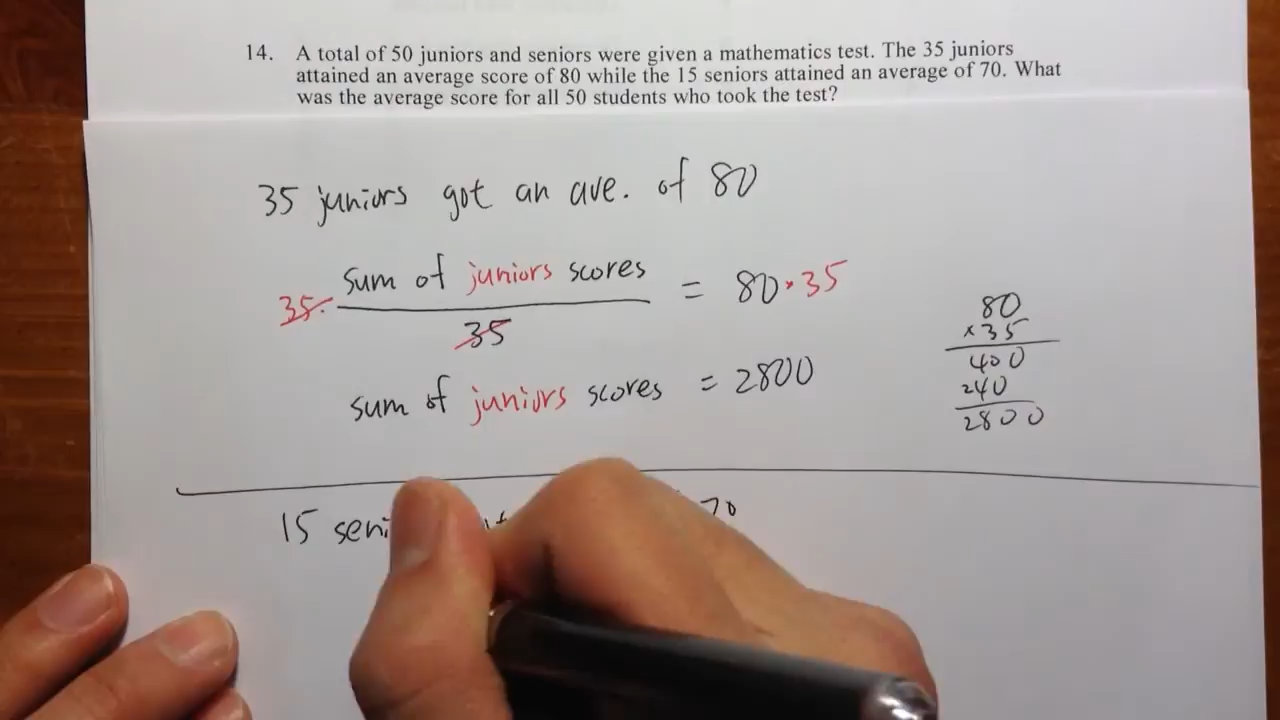 14. A total of 50 juniors and seniors were given a mathematics test. The 35 juniors
attained an average score of 80 while the 15 seniors attained an average of 70. What
was the average score for all 50 students who took the test?
35 juniors got an ave. of 80
sum of juniors scores
35 · = 80 · 35
35
sum of juniors scores = 2800
80
× 35
400
240
2800
15 70